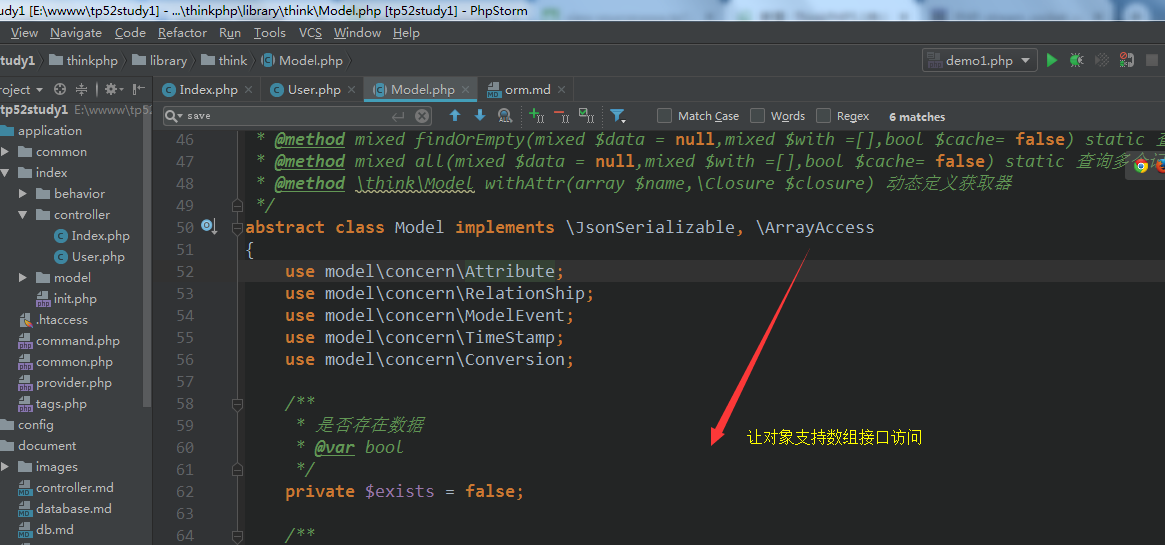 udy1 [E:\wwww\tp52study1] - ...\thinkphp\library\think\Model.php [tp52study1] - PhpStorm
View Navigate Code Refactor Run Tools VCS Window Help
tudy1 thinkphp library think Model.php demo1.php
roject Index.php User.php Model.php orm.md
tp52study1 E:\wwww\tp5
save Match Case Words Regex 6 matches
application
common
index
behavior
controller
Index.php
User.php
model
init.php
.htaccess
command.php
common.php
provider.php
tags.php
config
document
images
controller.md
database.md
db.md
46 * @method mixed findOrEmpty(mixed $data = null,mixed $with =[],bool $cache= false) static 查
47 * @method mixed all(mixed $data = null,mixed $with =[],bool $cache= false) static 查询多
48 * @method \think\Model withAttr(array $name,\Closure $closure) 动态定义获取器
49 */
50 abstract class Model implements \JsonSerializable, \ArrayAccess
51 {
52 use model\concern\Attribute;
53 use model\concern\RelationShip;
54 use model\concern\ModelEvent;
55 use model\concern\TimeStamp;
56 use model\concern\Conversion;
57
58 /**
59 * 是否存在数据
60 * @var bool
61 */
62 private $exists = false;
63
64 /**
让对象支持数组接口访问